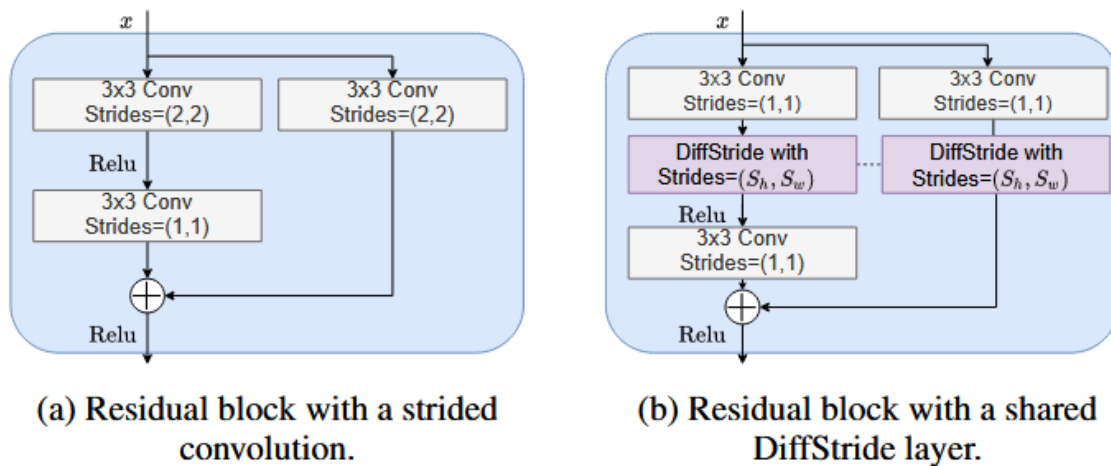 x
3x3 Conv
Strides=(2,2)
3x3 Conv
Strides=(2,2)
Relu
3x3 Conv
Strides=(1,1)
Relu
(a) Residual block with a strided
convolution.
x
3x3 Conv
Strides=(1,1)
3x3 Conv
Strides=(1,1)
DiffStride with
Strides=(S_h, S_w)
DiffStride with
Strides=(S_h, S_w)
Relu
3x3 Conv
Strides=(1,1)
Relu
(b) Residual block with a shared
DiffStride layer.